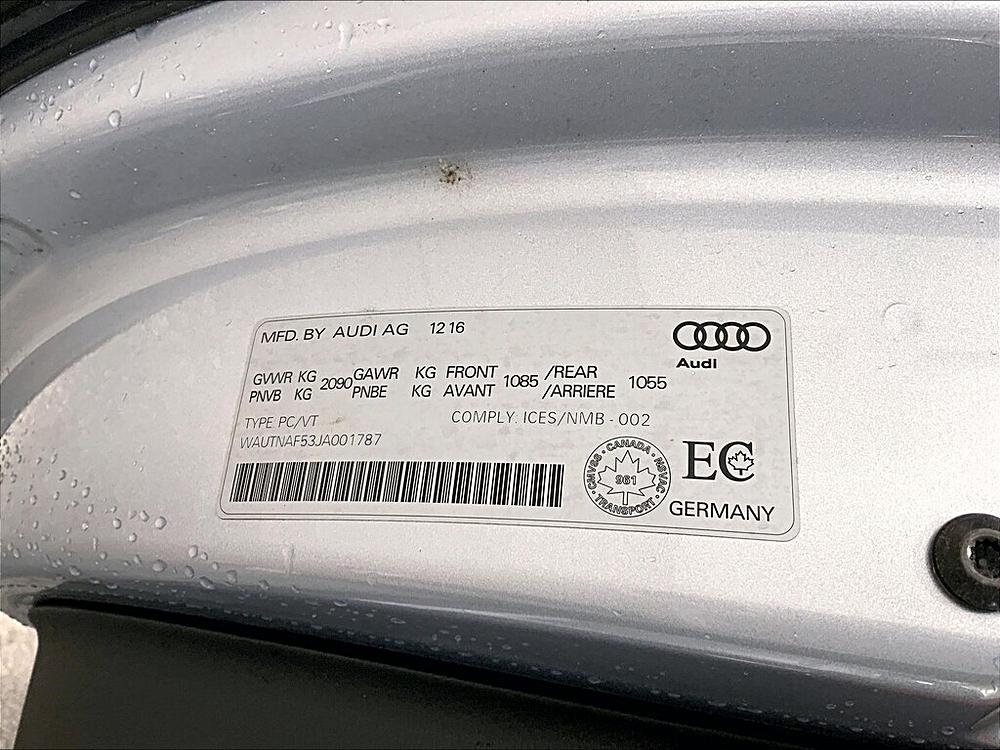 MFD. BY AUDI AG 12 16
Audi
GVWR KG 2090 GAWR KG FRONT 1085 /REAR 1055
PNVB KG PNBE KG AVANT /ARRIERE
TYPE PC/VT COMPLY. ICES/NMB - 002
WAUTNAF53JA001787
CANADA · NSVAC · TRANSPORT · CMVSS
961
EC
GERMANY